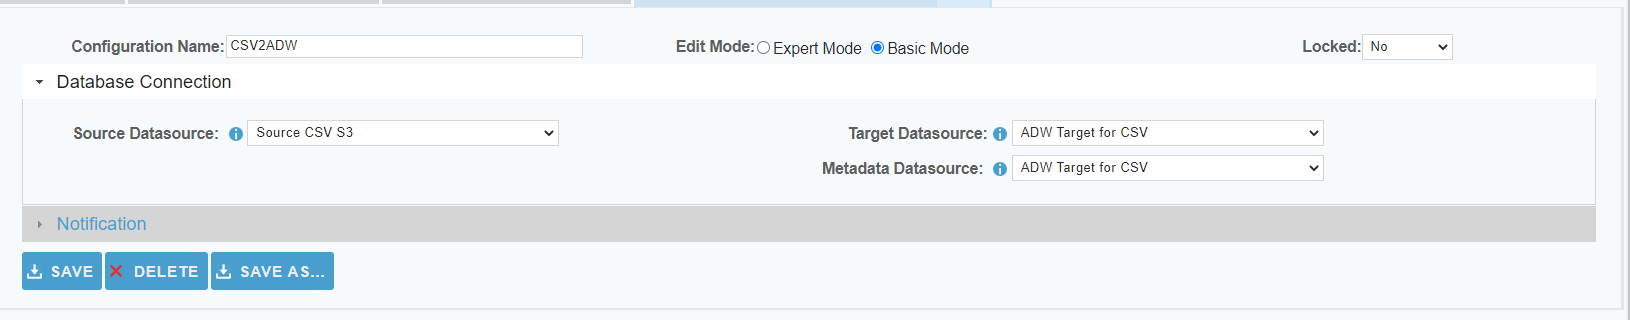 Configuration Name: CSV2ADW Edit Mode: Expert Mode Basic Mode Locked: No
Database Connection
Source Datasource: Source CSV S3 Target Datasource: ADW Target for CSV
Metadata Datasource: ADW Target for CSV
Notification
SAVE DELETE SAVE AS...